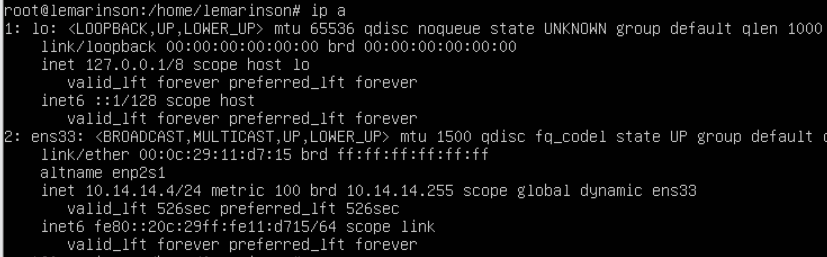 root@lemarinson:/home/lemarinson# ip a
1: lo: <LOOPBACK,UP,LOWER_UP> mtu 65536 qdisc noqueue state UNKNOWN group default qlen 1000
link/loopback 00:00:00:00:00:00 brd 00:00:00:00:00:00
inet 127.0.0.1/8 scope host lo
valid_lft forever preferred_lft forever
inet6 ::1/128 scope host
valid_lft forever preferred_lft forever
2: ens33: <BROADCAST,MULTICAST,UP,LOWER_UP> mtu 1500 qdisc fq_codel state UP group default
link/ether 00:0c:29:11:d7:15 brd ff:ff:ff:ff:ff:ff
altname enp2s1
inet 10.14.14.4/24 metric 100 brd 10.14.14.255 scope global dynamic ens33
valid_lft 526sec preferred_lft 526sec
inet6 fe80::20c:29ff:fe11:d715/64 scope link
valid_lft forever preferred_lft forever